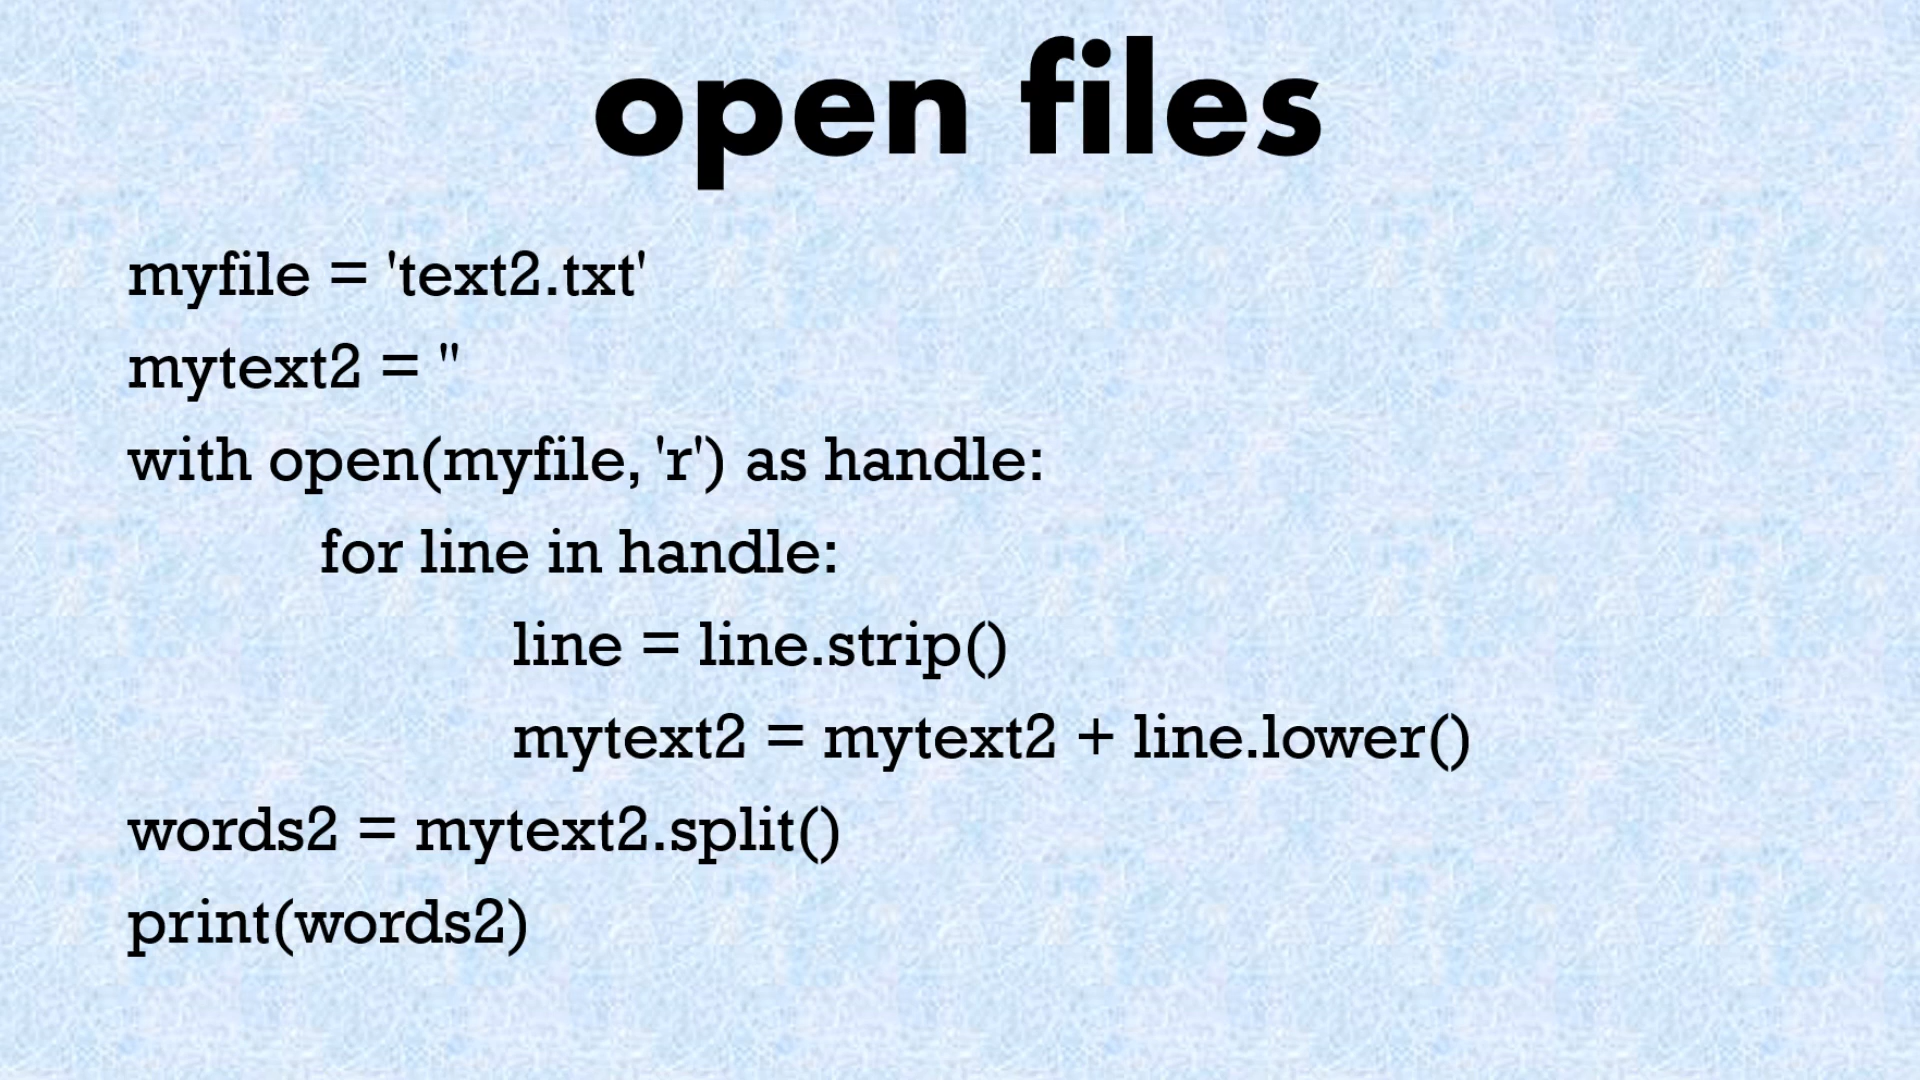 open files
myfile = 'text2.txt'
mytext2 = ''
with open(myfile, 'r') as handle:
for line in handle:
line = line.strip()
mytext2 = mytext2 + line.lower()
words2 = mytext2.split()
print(words2)